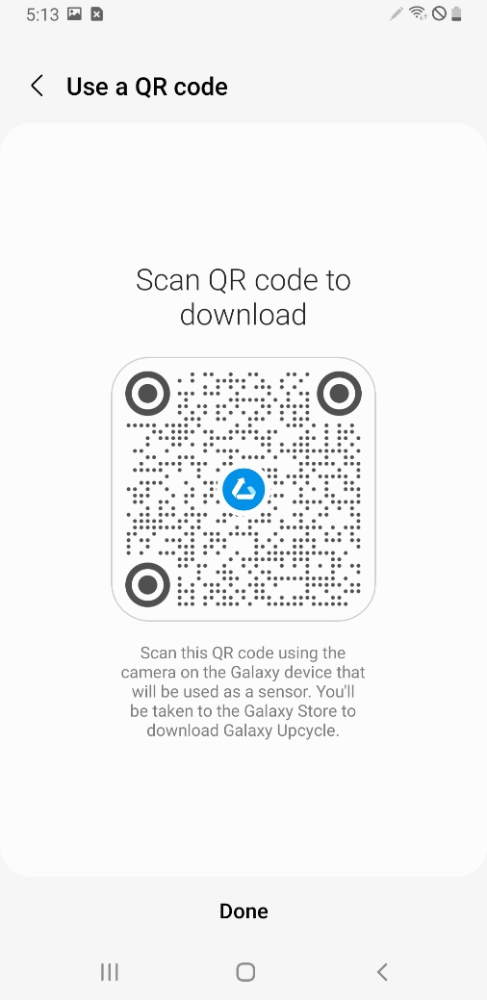 5:13
Use a QR code
Scan QR code to
download
Scan this QR code using the
camera on the Galaxy device that
will be used as a sensor. You'll
be taken to the Galaxy Store to
download Galaxy Upcycle.
Done